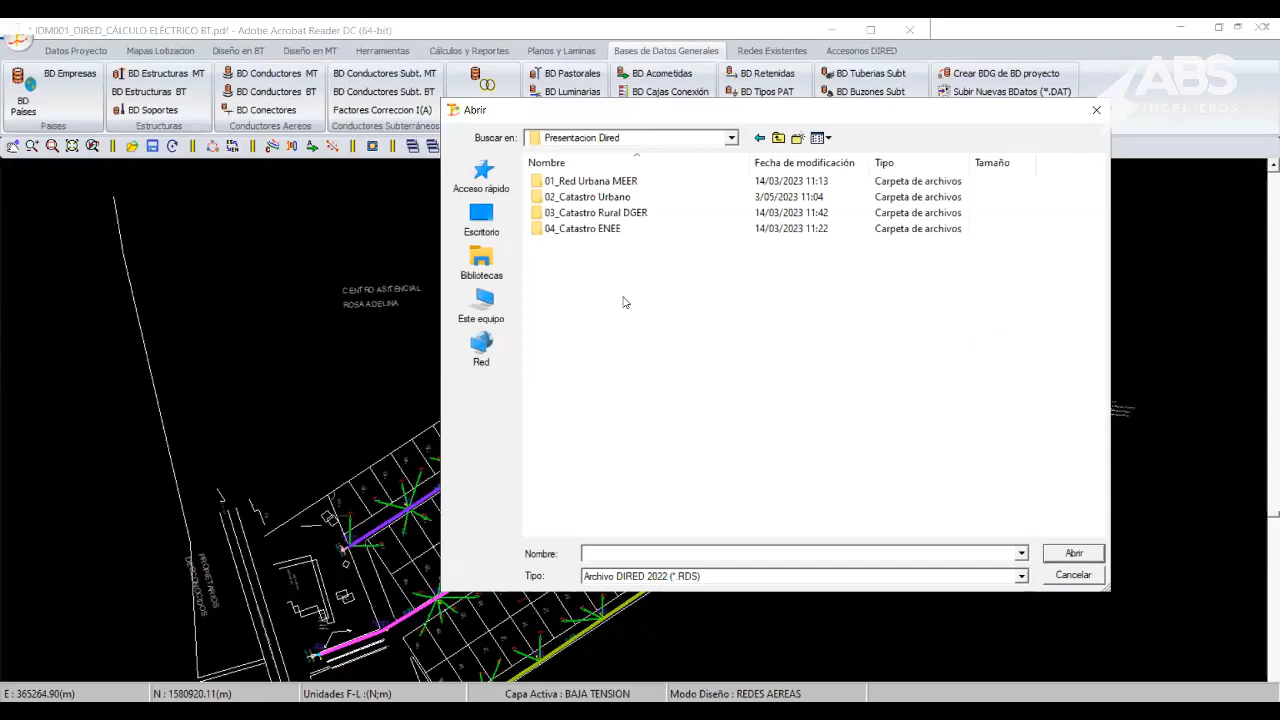 IDM001_DIRED_CÁLCULO ELÉCTRICO BT.pdf - Adobe Acrobat Reader DC (64-bit)
Datos Proyecto
Mapas Lotizacion
Diseño en BT
Diseño en MT
Herramientas
Cálculos y Reportes
Planos y Laminas
Bases de Datos Generales
Redes Existentes
Accesorios DIRED
BD Empresas
BD Estructuras MT
BD Conductores MT
BD Conductores Subt. MT
BD Pastorales
BD Acometidas
BD Retenidas
BD Tuberias Subt
Crear BDG de BD proyecto
BD Países
BD Estructuras BT
BD Conductores BT
BD Conductores Subt. BT
BD Luminarias
BD Cajas Conexión
BD Tipos PAT
BD Buzones Subt
Subir Nuevas BDatos (*.DAT)
BD Soportes
BD Conectores
Factores Correccion I(A)
Paises
Estructuras
Conductores Aereos
Conductores Subterráneos
ABS
INGENIEROS
Abrir
Buscar en:
Presentacion Dired
Nombre
Fecha de modificación
Tipo
Tamaño
01_Red Urbana MEER
14/03/2023 11:13
Carpeta de archivos
02_Catastro Urbano
3/05/2023 11:04
Carpeta de archivos
03_Catastro Rural DGER
14/03/2023 11:42
Carpeta de archivos
04_Catastro ENEE
14/03/2023 11:22
Carpeta de archivos
Acceso rápido
Escritorio
Bibliotecas
Este equipo
Red
Nombre:
Abrir
Tipo:
Archivo DIRED 2022 (*.RDS)
Cancelar
CENTRO ASITENCIAL
ROSA ADELINA
PROPIETARIOS
DESCONOCIDOS
E : 365264.90(m)
N : 1580920.11(m)
Unidades F-L :(N;m)
Capa Activa : BAJA TENSION
Modo Diseño : REDES AEREAS